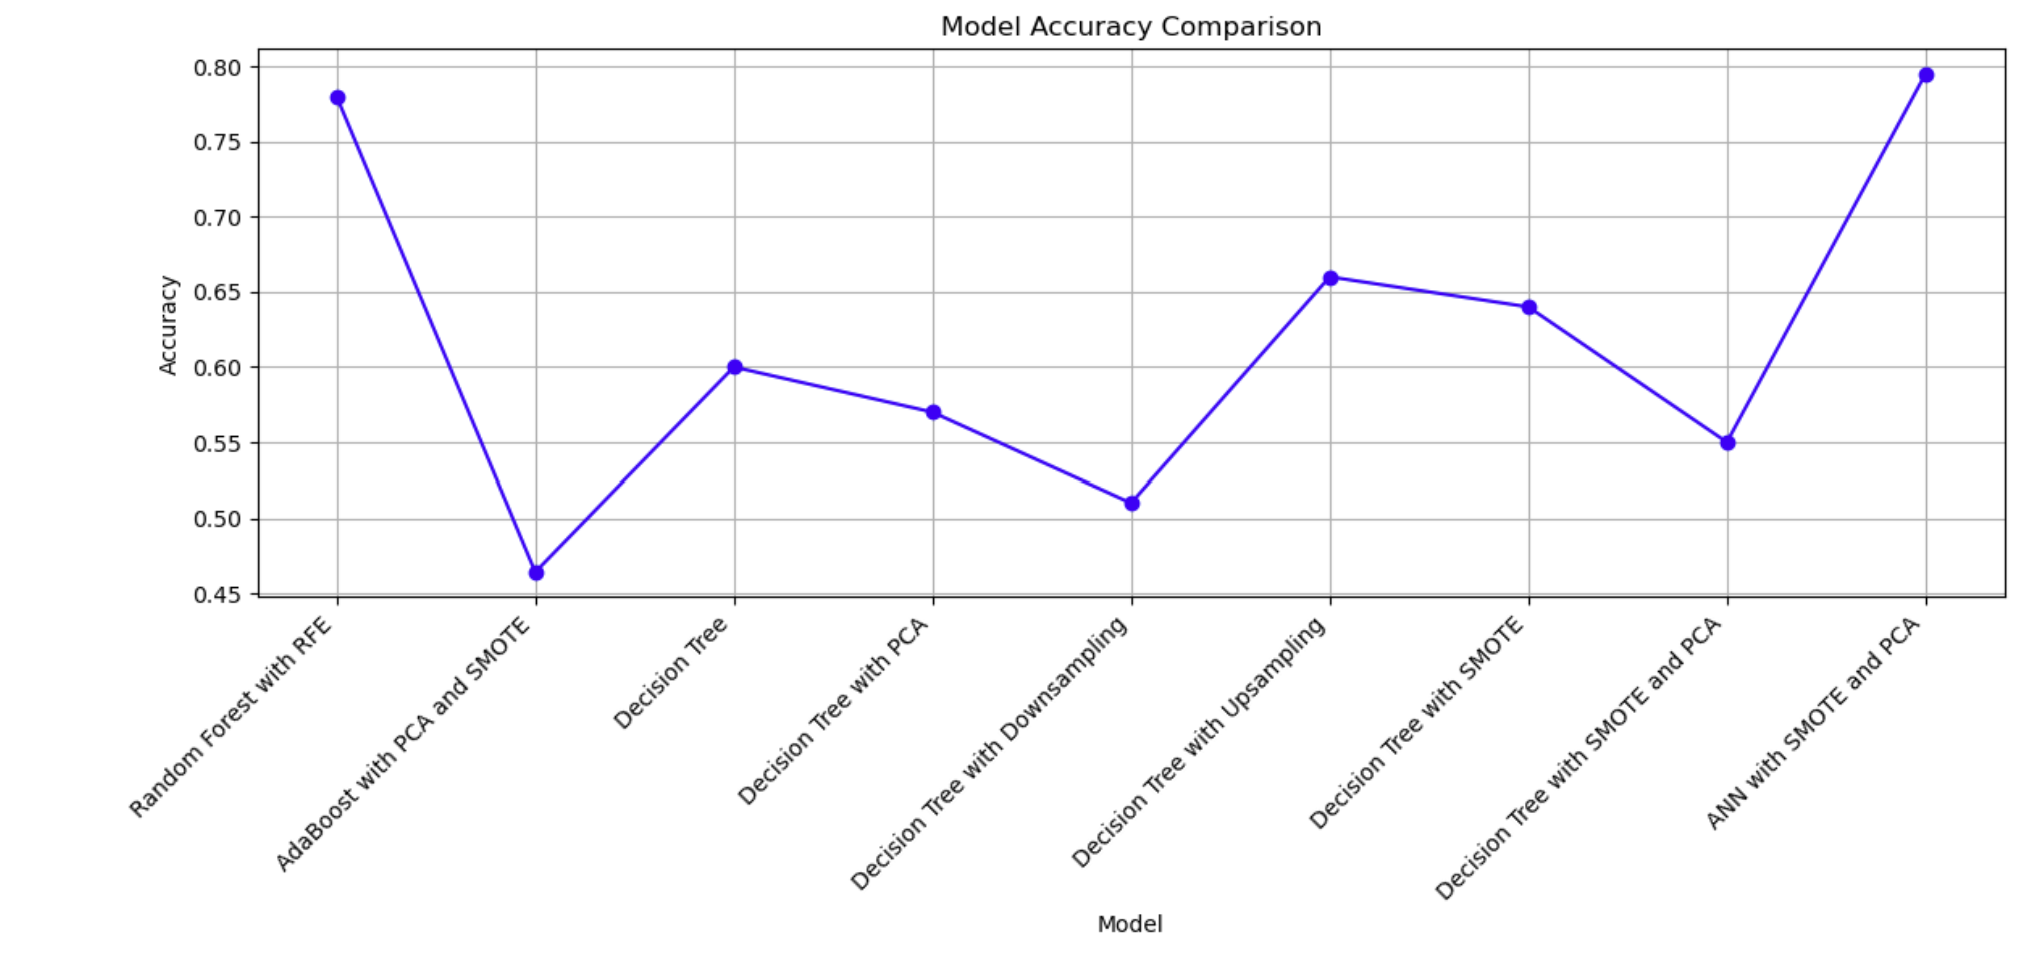 Model Accuracy Comparison
0.80
0.75
0.70
0.65
0.60
0.55
0.50
0.45
Accuracy
Random Forest with RFE
AdaBoost with PCA and SMOTE
Decision Tree
Decision Tree with PCA
Decision Tree with Downsampling
Decision Tree with Upsampling
Decision Tree with SMOTE
Decision Tree with SMOTE and PCA
ANN with SMOTE and PCA
Model